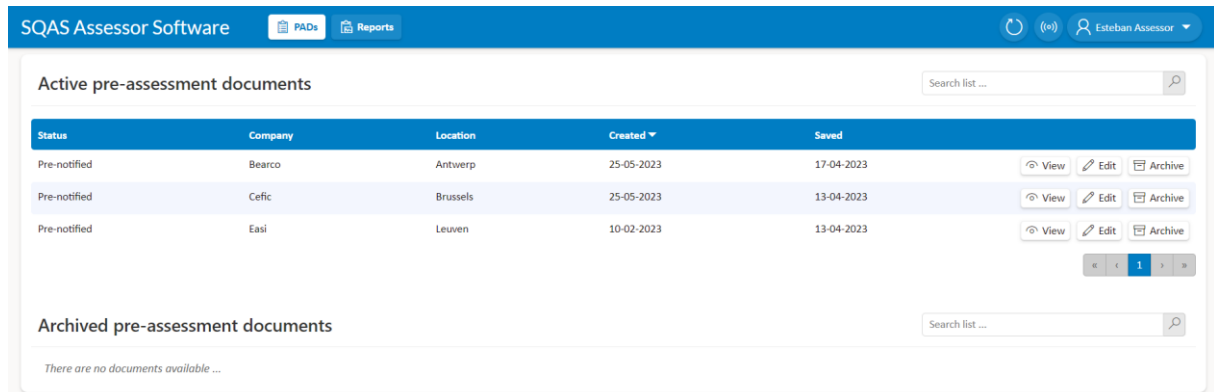 SQAS Assessor Software PADs Reports ((o)) Esteban Assessor
Active pre-assessment documents Search list ...
Status Company Location Created Saved
Pre-notified Bearco Antwerp 25-05-2023 17-04-2023 View Edit Archive
Pre-notified Cefic Brussels 25-05-2023 13-04-2023 View Edit Archive
Pre-notified Easi Leuven 10-02-2023 13-04-2023 View Edit Archive
« ‹ 1 › »
Archived pre-assessment documents Search list ...
There are no documents available ...